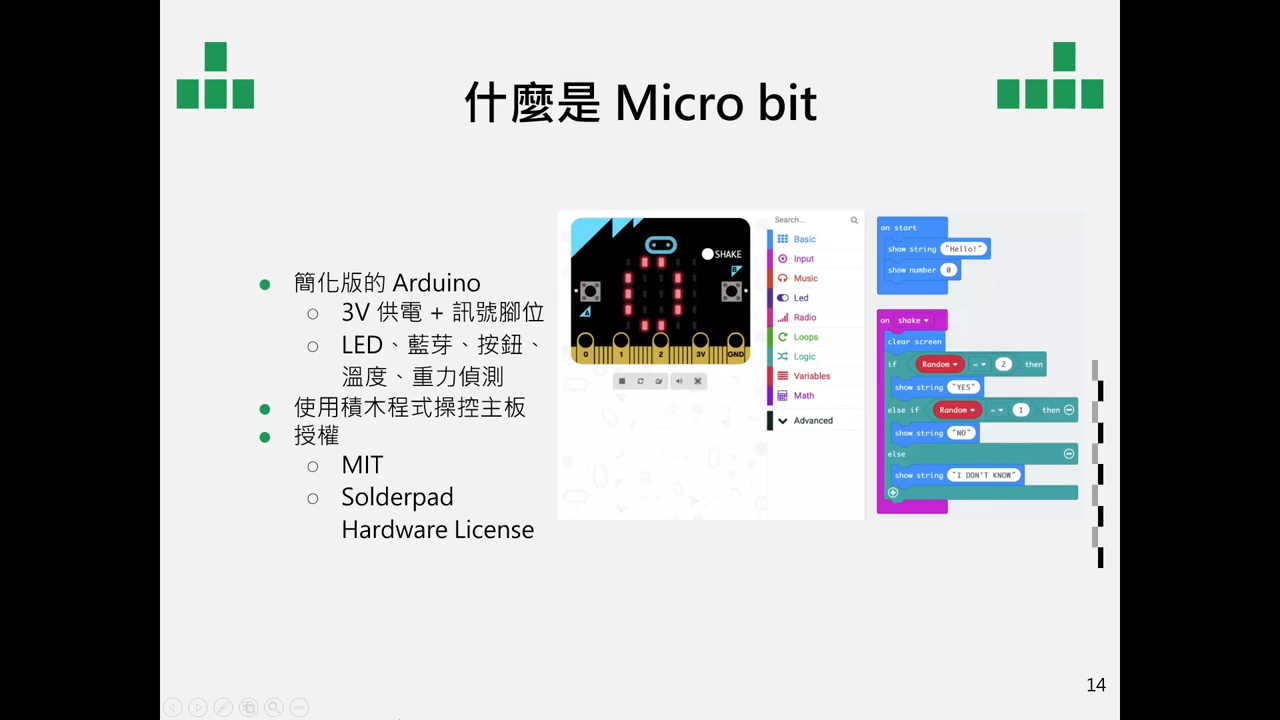 什麼是 Micro bit
簡化版的 Arduino
3V 供電 + 訊號腳位
LED、藍芽、按鈕、
溫度、重力偵測
使用積木程式操控主板
授權
MIT
Solderpad
Hardware License
SHAKE
B
A
0 1 2 3V GND
Search...
Basic
Input
Music
Led
Radio
Loops
Logic
Variables
Math
Advanced
on start
show string "Hello!"
show number 0
on shake
clear screen
if Random = 2 then
show string "YES"
else if Random = 1 then
show string "NO"
else
show string "I DON'T KNOW"
14